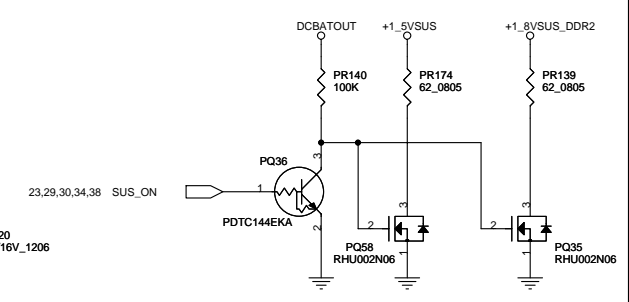 DCBATOUT
+1_5VSUS
+1_8VSUS_DDR2
PR140
100K
PR174
62_0805
PR139
62_0805
PQ36
3
23,29,30,34,38 SUS_ON
1
PDTC144EKA
2
3
2
1
PQ58
RHU002N06
3
2
1
PQ35
RHU002N06
20
16V_1206